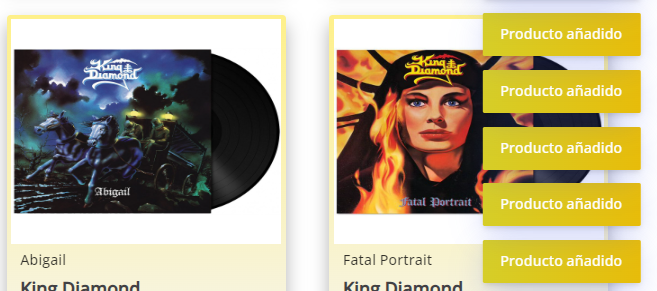 King
Diamond
Abigail
King
Diamond
Fatal Portrait
Producto añadido
Producto añadido
Producto añadido
Producto añadido
Producto añadido
Abigail
King Diamond
Fatal Portrait
King Diamond